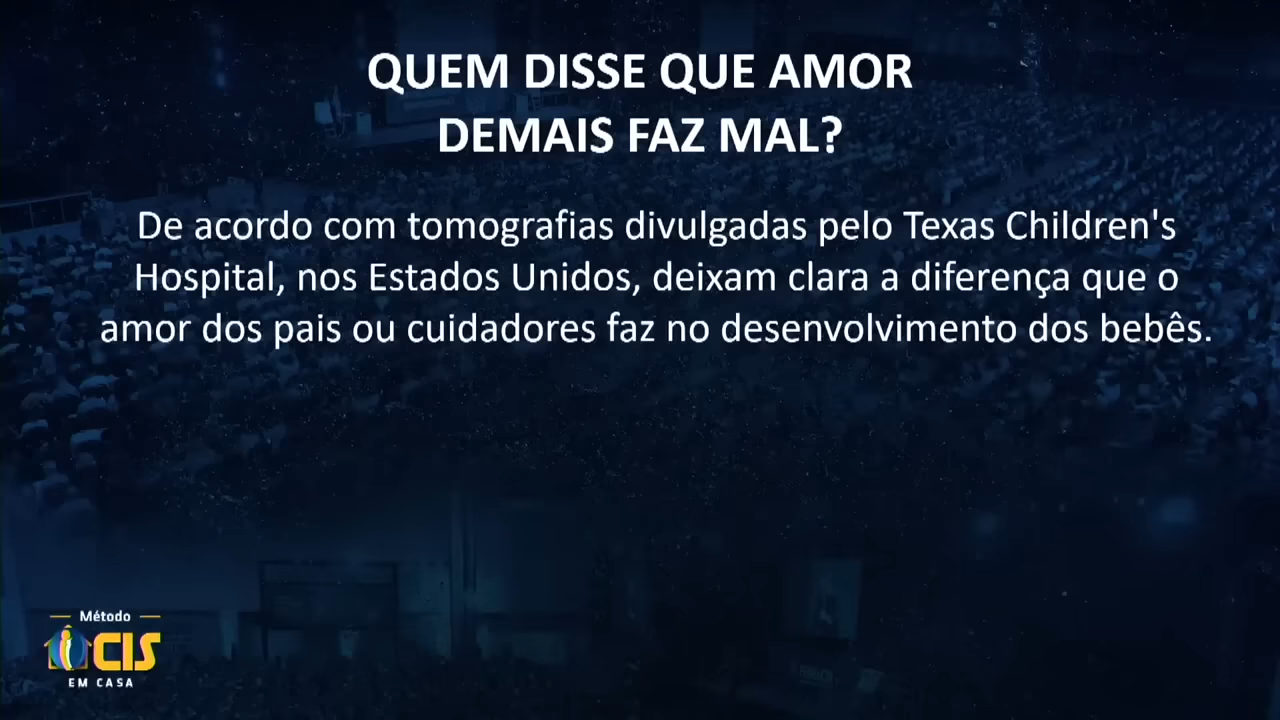 QUEM DISSE QUE AMOR
DEMAIS FAZ MAL?
De acordo com tomografias divulgadas pelo Texas Children's
Hospital, nos Estados Unidos, deixam clara a diferença que o
amor dos pais ou cuidadores faz no desenvolvimento dos bebês.
Método
CIS
EM CASA